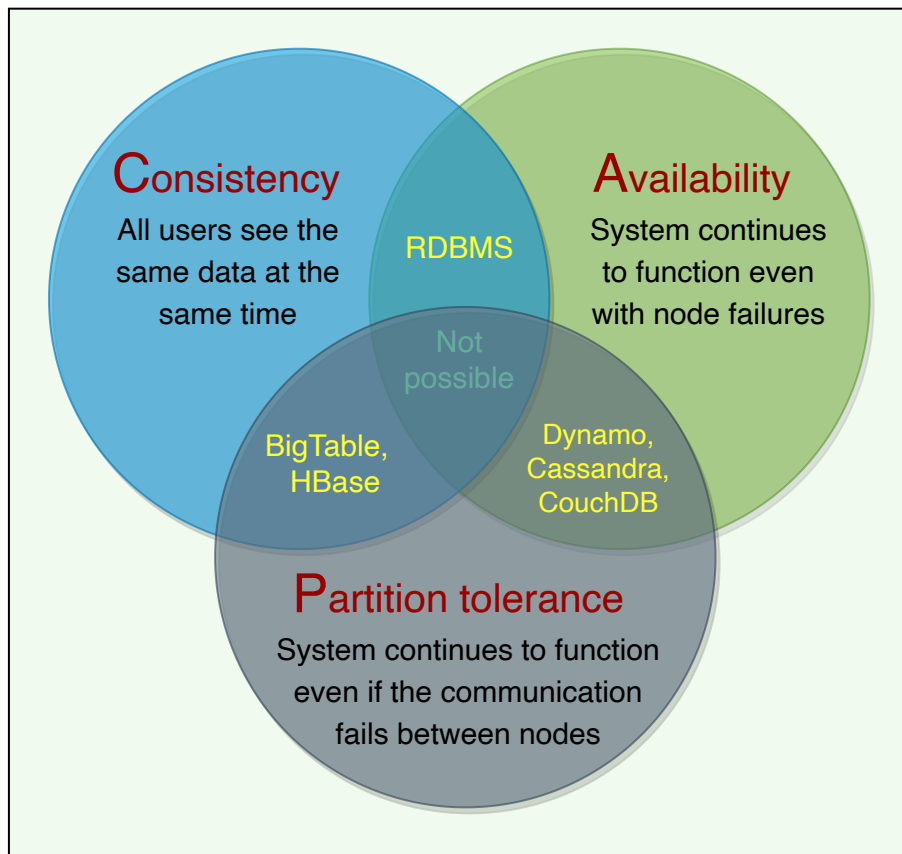 Consistency
All users see the
same data at the
same time
Availability
System continues
to function even
with node failures
RDBMS
Not
possible
BigTable,
HBase
Dynamo,
Cassandra,
CouchDB
Partition tolerance
System continues to function
even if the communication
fails between nodes